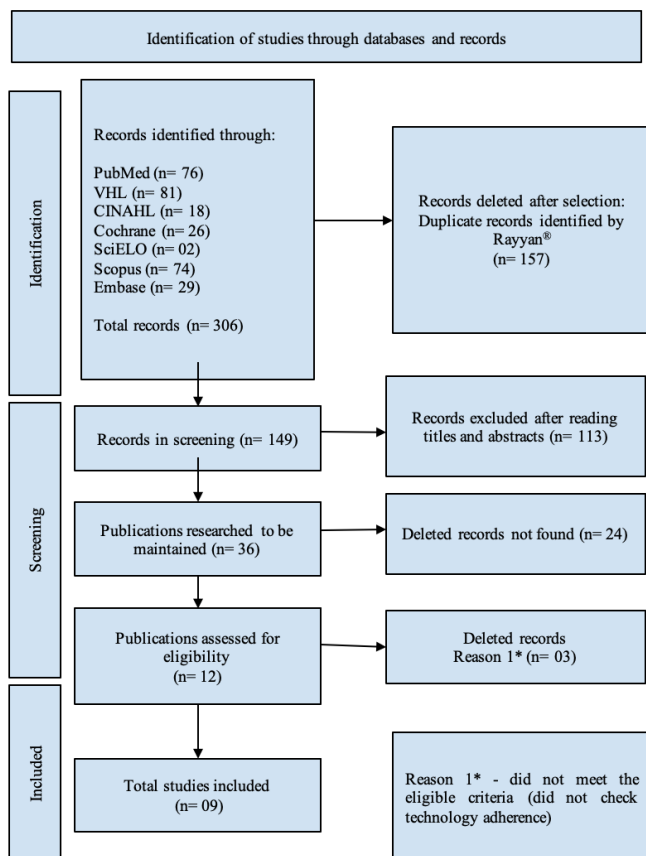 Identification of studies through databases and records
Identification
Records identified through:
PubMed (n= 76)
VHL (n= 81)
CINAHL (n= 18)
Cochrane (n= 26)
SciELO (n= 02)
Scopus (n= 74)
Embase (n= 29)
Total records (n= 306)
Records deleted after selection:
Duplicate records identified by
Rayyan®
(n= 157)
Screening
Records in screening (n= 149)
Records excluded after reading
titles and abstracts (n= 113)
Publications researched to be
maintained (n= 36)
Deleted records not found (n= 24)
Publications assessed for
eligibility
(n= 12)
Deleted records
Reason 1* (n= 03)
Included
Total studies included
(n= 09)
Reason 1* - did not meet the
eligible criteria (did not check
technology adherence)